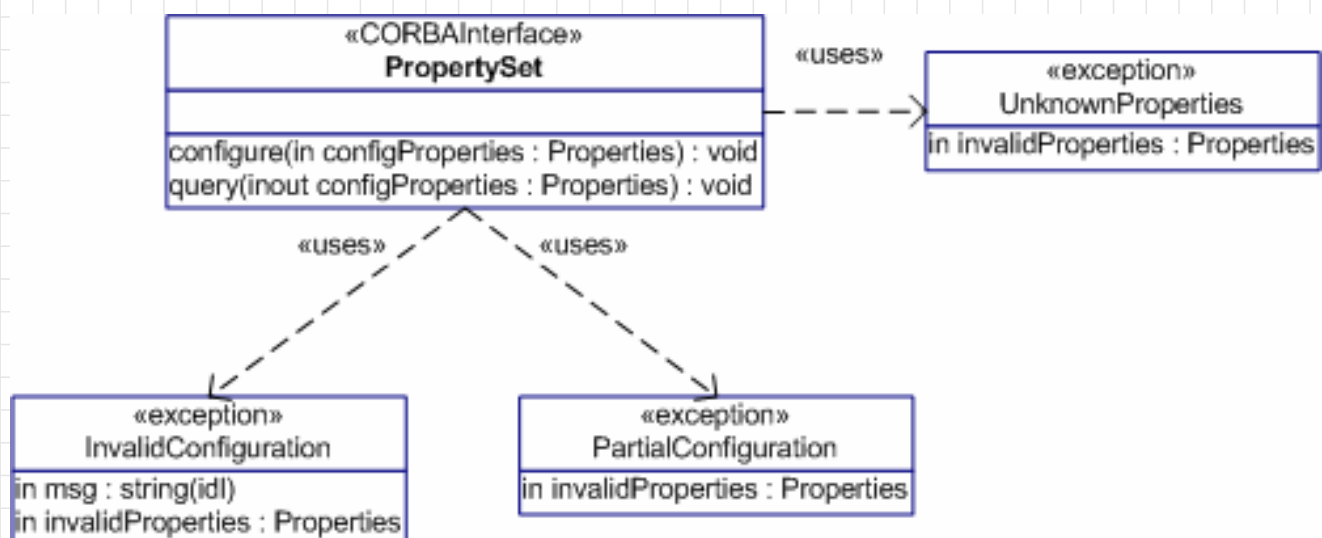 «CORBAInterface»
PropertySet
configure(in configProperties : Properties) : void
query(inout configProperties : Properties) : void
«uses»
«exception»
UnknownProperties
in invalidProperties : Properties
«uses»
«uses»
«exception»
InvalidConfiguration
in msg : string(idl)
in invalidProperties : Properties
«exception»
PartialConfiguration
in invalidProperties : Properties